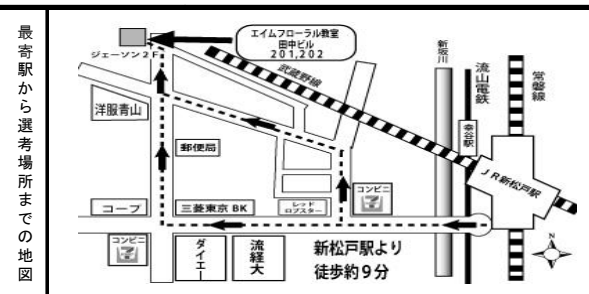 最寄駅から選考場所までの地図
エイムフローラル教室
田中ビル
201,202
ジェーソン2F
武蔵野線
新坂川
流山電鉄
常磐線
幸谷駅
JR新松戸駅
洋服青山
郵便局
コンビニ
コープ
三菱東京BK
レッド
ロブスター
コンビニ
ダイエー
流経大
新松戸駅より
徒歩約9分
N